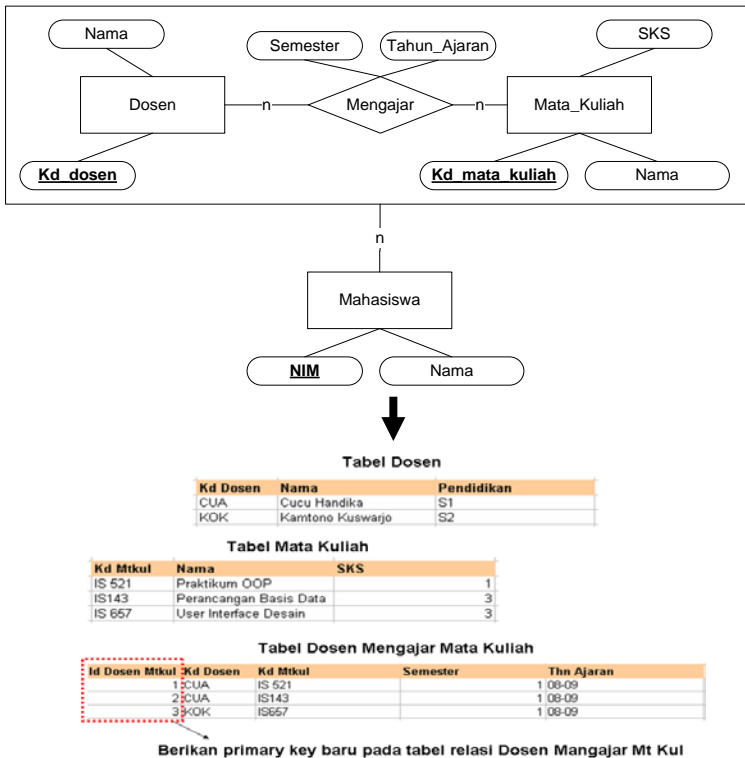 Nama
Semester
Tahun_Ajaran
SKS
Dosen
n
Mengajar
n
Mata_Kuliah
Kd_dosen
Kd_mata_kuliah
Nama
n
Mahasiswa
NIM
Nama
Tabel Dosen
Kd Dosen Nama Pendidikan
CUA Cucu Handika S1
KOK Kamtono Kuswarjo S2
Tabel Mata Kuliah
Kd Mtkul Nama SKS
IS 521 Praktikum OOP 1
IS143 Perancangan Basis Data 3
IS 657 User Interface Desain 3
Tabel Dosen Mengajar Mata Kuliah
Id Dosen Mtkul Kd Dosen Kd Mtkul Semester Thn Ajaran
1 CUA IS 521 1 08-09
2 CUA IS143 1 08-09
3 KOK IS657 1 08-09
Berikan primary key baru pada tabel relasi Dosen Mangajar Mt Kul